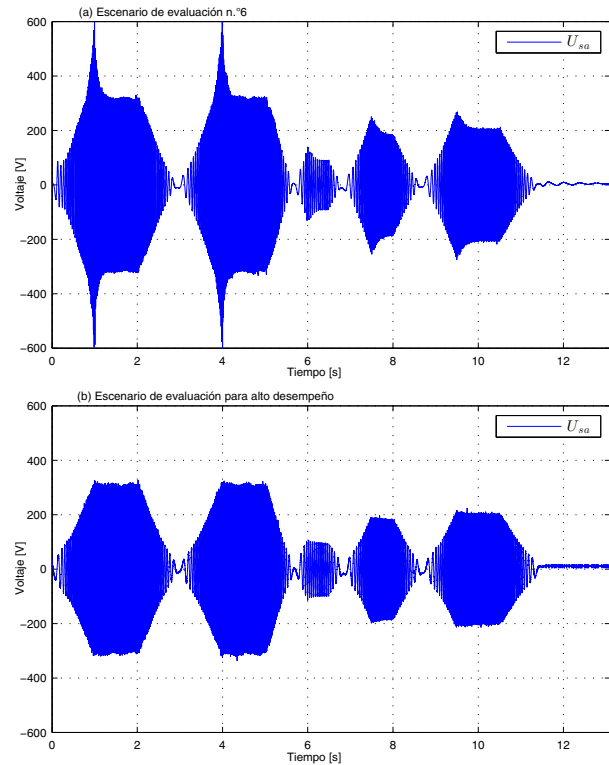 (a) Escenario de evaluación n.°6
600
400
200
0
−200
−400
−600
Voltaje [V]
U_sa
0 2 4 6 8 10 12
Tiempo [s]
(b) Escenario de evaluación para alto desempeño
600
400
200
0
−200
−400
−600
Voltaje [V]
U_sa
0 2 4 6 8 10 12
Tiempo [s]